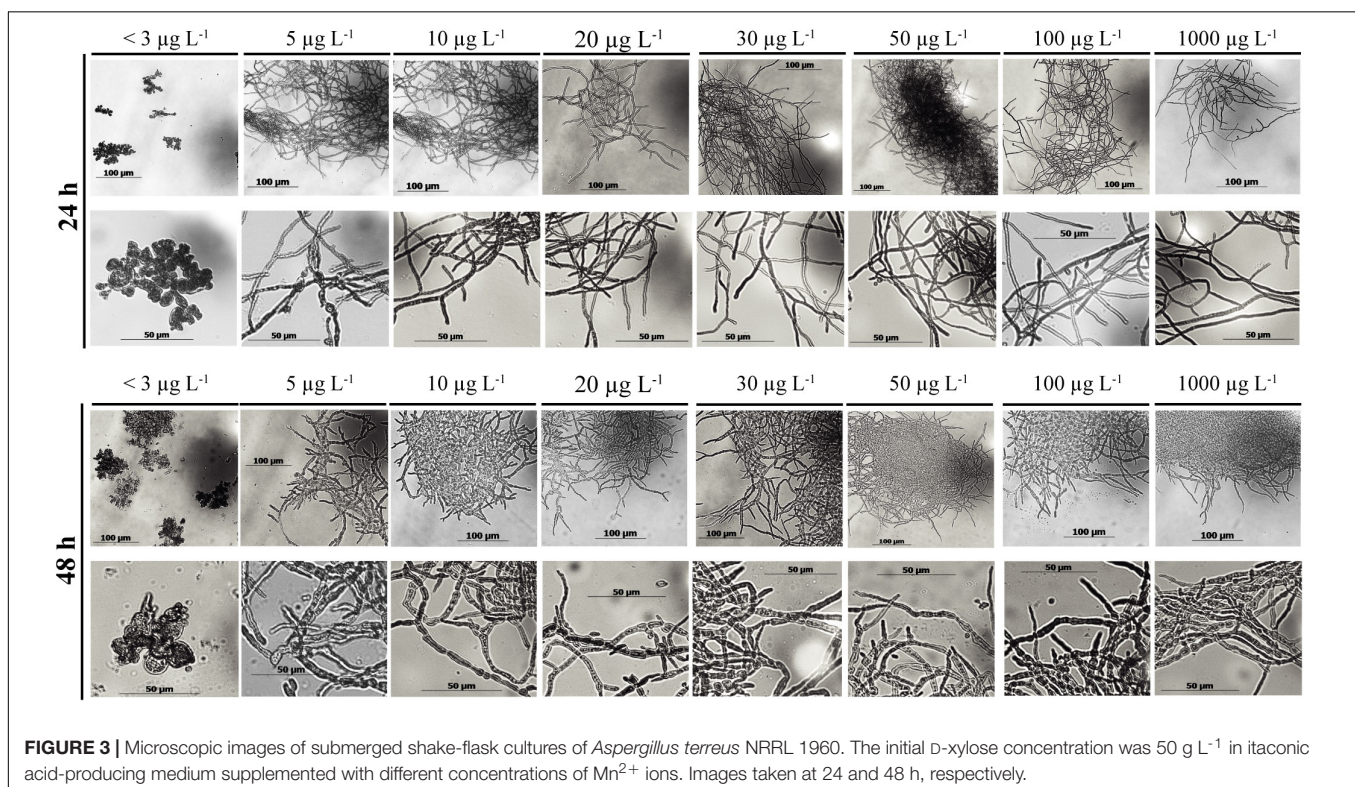 < 3 µg L-1 5 µg L-1 10 µg L-1 20 µg L-1 30 µg L-1 50 µg L-1 100 µg L-1 1000 µg L-1
24 h
100 µm 100 µm 100 µm 100 µm 100 µm 100 µm 100 µm 100 µm
50 µm 50 µm 50 µm 50 µm 50 µm 50 µm 50 µm 50 µm
< 3 µg L-1 5 µg L-1 10 µg L-1 20 µg L-1 30 µg L-1 50 µg L-1 100 µg L-1 1000 µg L-1
48 h
100 µm 100 µm 100 µm 100 µm 100 µm 100 µm 100 µm 100 µm
50 µm 50 µm 50 µm 50 µm 50 µm 50 µm 50 µm 50 µm
FIGURE 3 | Microscopic images of submerged shake-flask cultures of Aspergillus terreus NRRL 1960. The initial D-xylose concentration was 50 g L-1 in itaconic
acid-producing medium supplemented with different concentrations of Mn2+ ions. Images taken at 24 and 48 h, respectively.